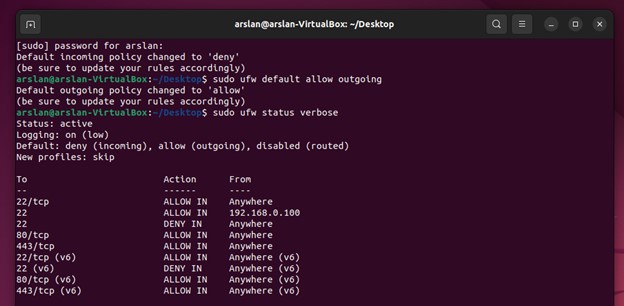 arslan@arslan-VirtualBox: ~/Desktop
[sudo] password for arslan:
Default incoming policy changed to 'deny'
(be sure to update your rules accordingly)
arslan@arslan-VirtualBox:~/Desktop$ sudo ufw default allow outgoing
Default outgoing policy changed to 'allow'
(be sure to update your rules accordingly)
arslan@arslan-VirtualBox:~/Desktop$ sudo ufw status verbose
Status: active
Logging: on (low)
Default: deny (incoming), allow (outgoing), disabled (routed)
New profiles: skip

To                         Action      From
--                         ------      ----
22/tcp                     ALLOW IN    Anywhere
22                         ALLOW IN    192.168.0.100
22                         DENY IN     Anywhere
80/tcp                     ALLOW IN    Anywhere
443/tcp                    ALLOW IN    Anywhere
22/tcp (v6)                ALLOW IN    Anywhere (v6)
22 (v6)                    DENY IN     Anywhere (v6)
80/tcp (v6)                ALLOW IN    Anywhere (v6)
443/tcp (v6)               ALLOW IN    Anywhere (v6)